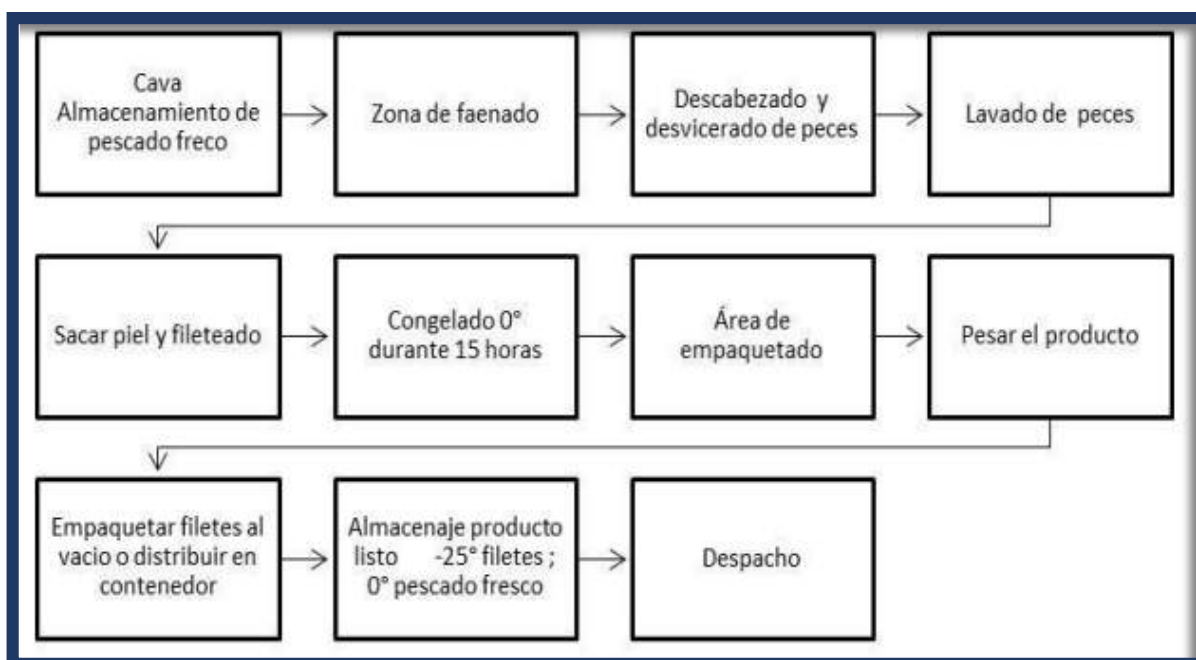 Cava
Almacenamiento de
pescado freco
Zona de faenado
Descabezado y
desvicerado de peces
Lavado de peces
Sacar piel y fileteado
Congelado 0°
durante 15 horas
Área de
empaquetado
Pesar el producto
Empaquetar filetes al
vacio o distribuir en
contenedor
Almacenaje producto
listo -25° filetes ;
0° pescado fresco
Despacho